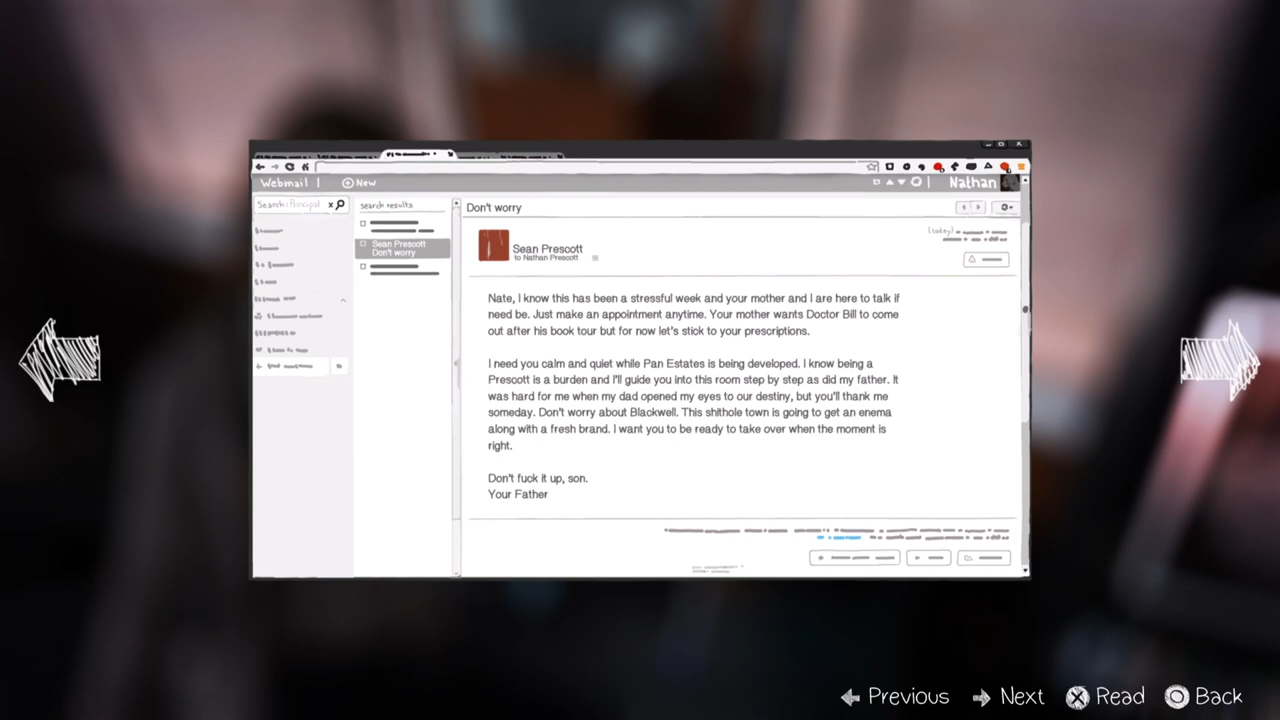 Webmail |
New
Nathan
Search: Principal x
search results
Don't worry
Sean Prescott
Don't worry
Sean Prescott
to Nathan Prescott
(today)
Nate, I know this has been a stressful week and your mother and I are here to talk if
need be. Just make an appointment anytime. Your mother wants Doctor Bill to come
out after his book tour but for now let's stick to your prescriptions.
I need you calm and quiet while Pan Estates is being developed. I know being a
Prescott is a burden and I'll guide you into this room step by step as did my father. It
was hard for me when my dad opened my eyes to our destiny, but you'll thank me
someday. Don't worry about Blackwell. This shithole town is going to get an enema
along with a fresh brand. I want you to be ready to take over when the moment is
right.
Don't fuck it up, son.
Your Father
Previous
Next
Read
Back